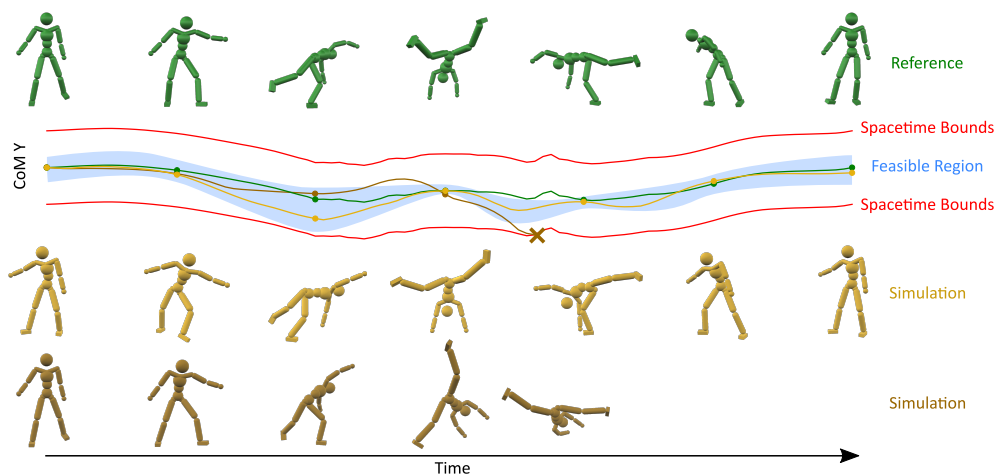 Reference
Spacetime Bounds
CoM Y
Feasible Region
Spacetime Bounds
Simulation
Simulation
Time